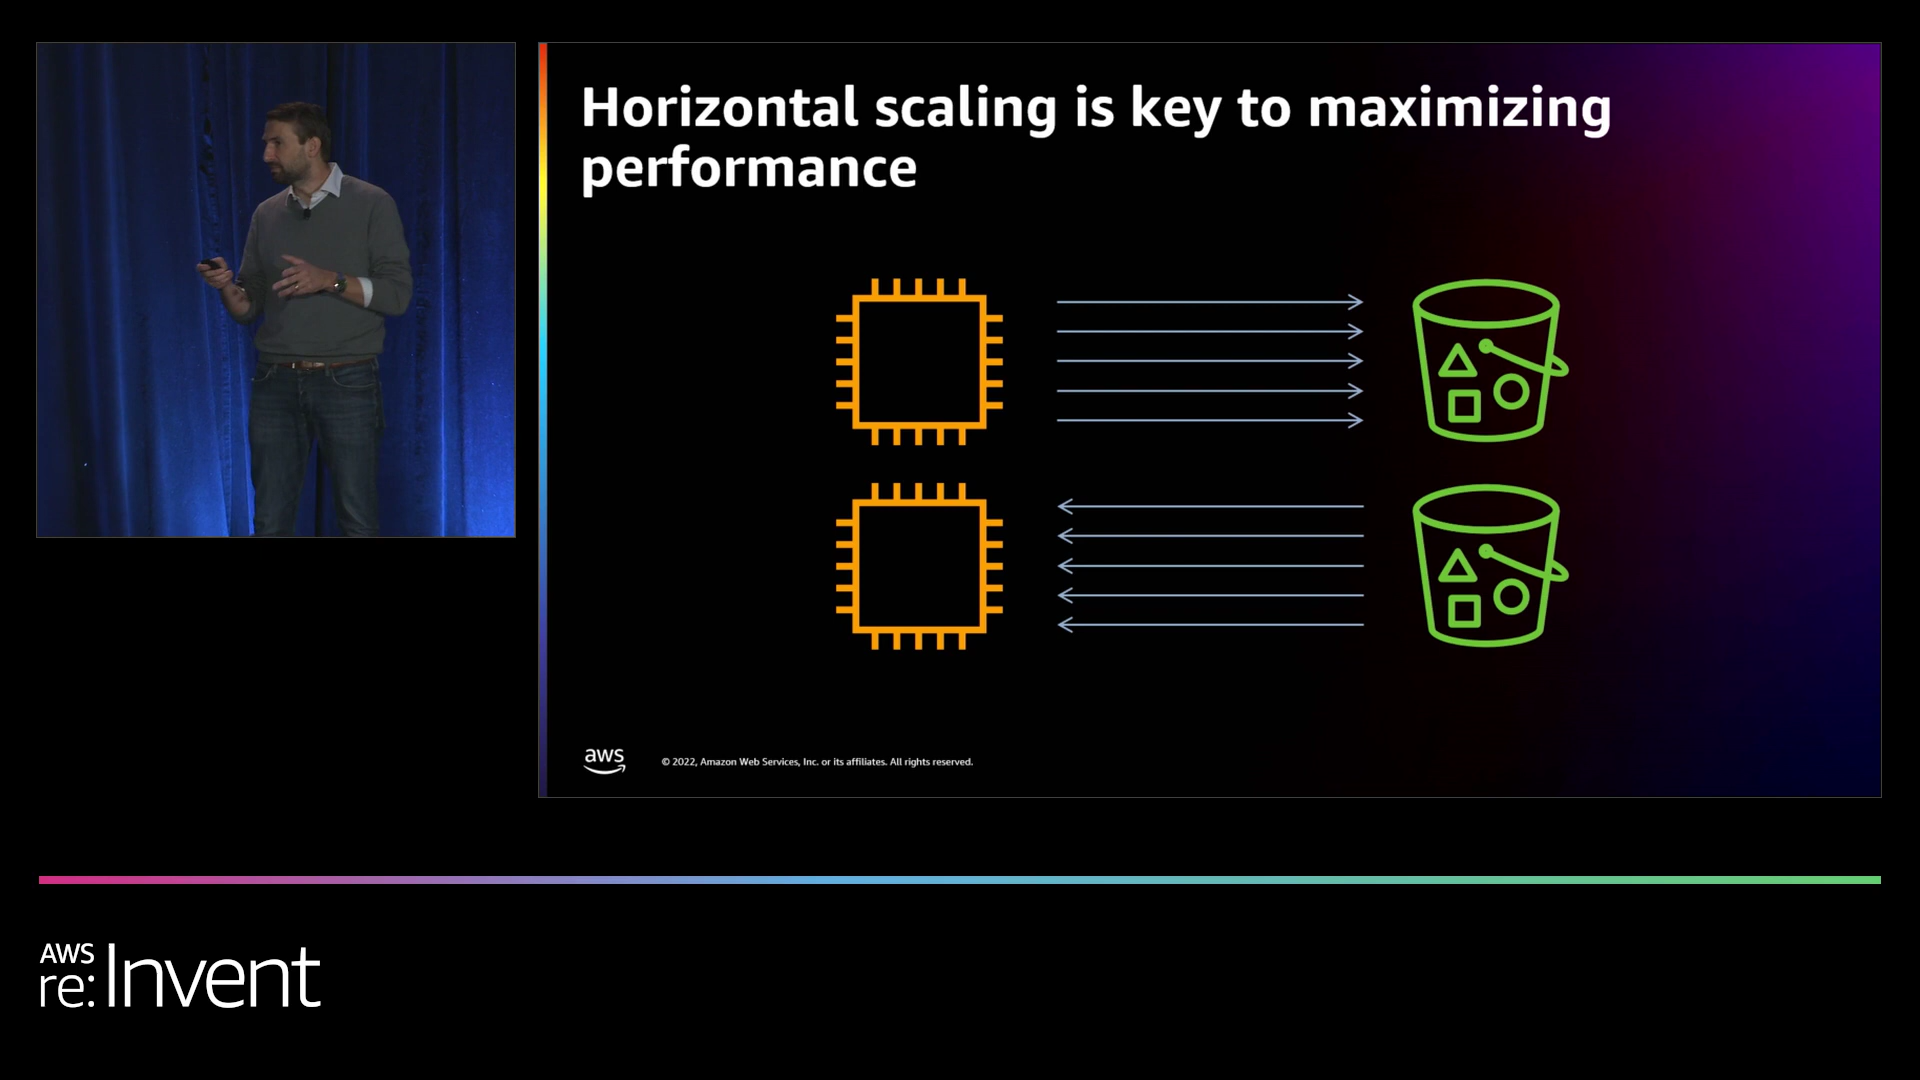 Horizontal scaling is key to maximizing
performance
aws
© 2022, Amazon Web Services, Inc. or its affiliates. All rights reserved.
AWS
re:Invent